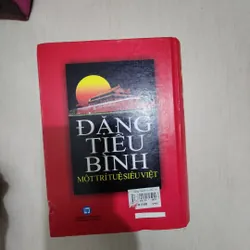 ĐẶNG
TIỂU
BÌNH
MỘT TRÍ TUỆ SIÊU VIỆT